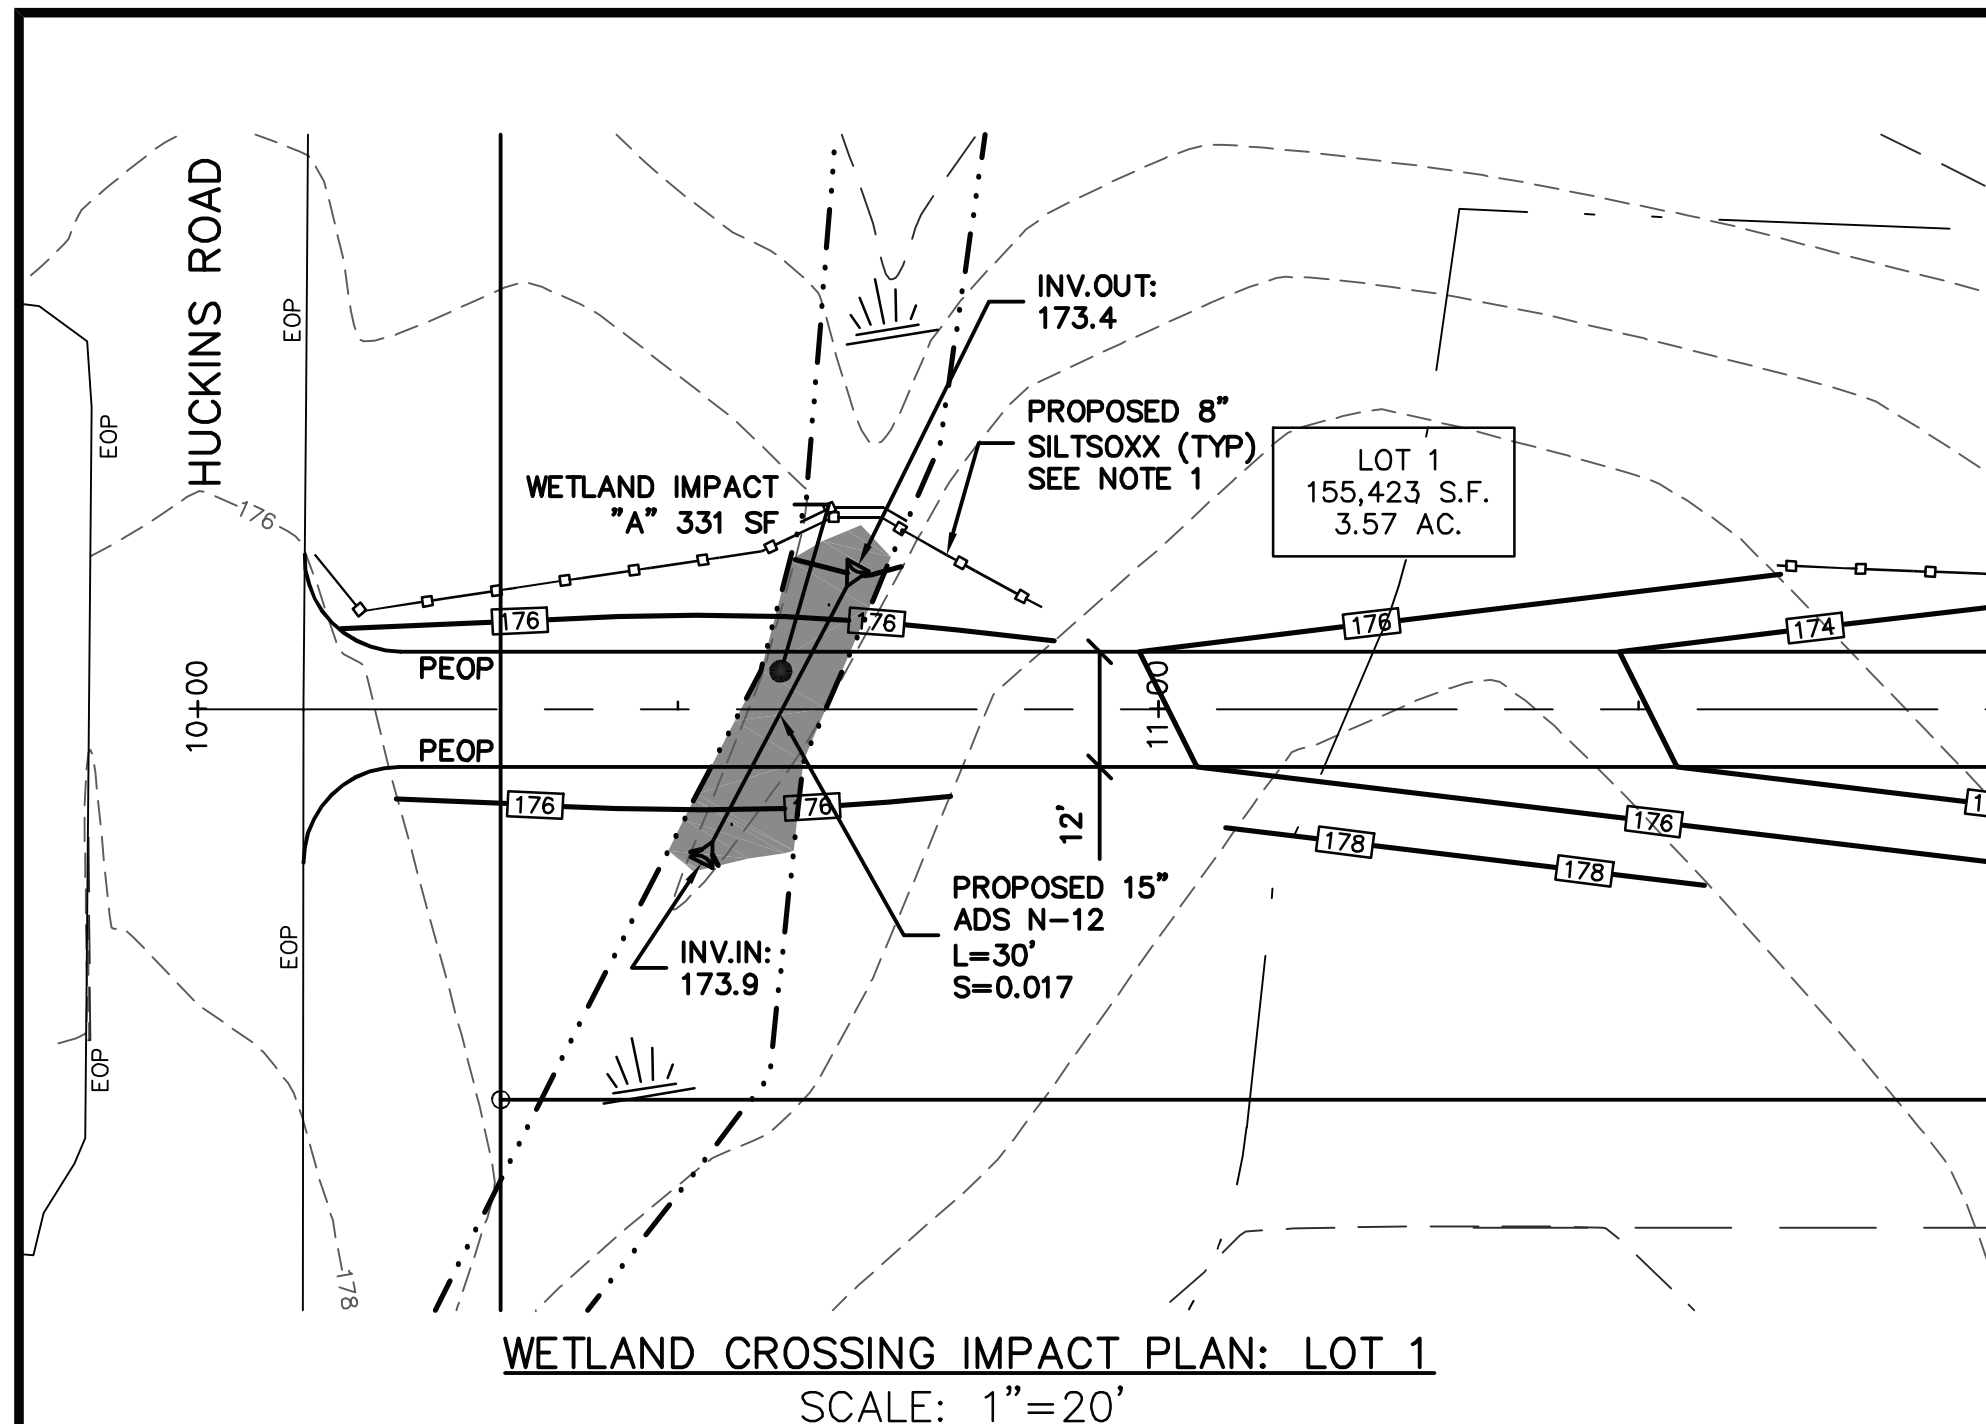 HUCKINS ROAD
EOP
EOP
EOP
EOP
176
178
10+00
11+00
INV.OUT:
173.4
PROPOSED 8"
SILTSOXX (TYP)
SEE NOTE 1
WETLAND IMPACT
"A" 331 SF
LOT 1
155,423 S.F.
3.57 AC.
176
176
176
174
PEOP
PEOP
176
176
12'
176
178
178
PROPOSED 15"
ADS N-12
L=30'
S=0.017
INV.IN:
173.9
WETLAND CROSSING IMPACT PLAN: LOT 1
SCALE: 1"=20'